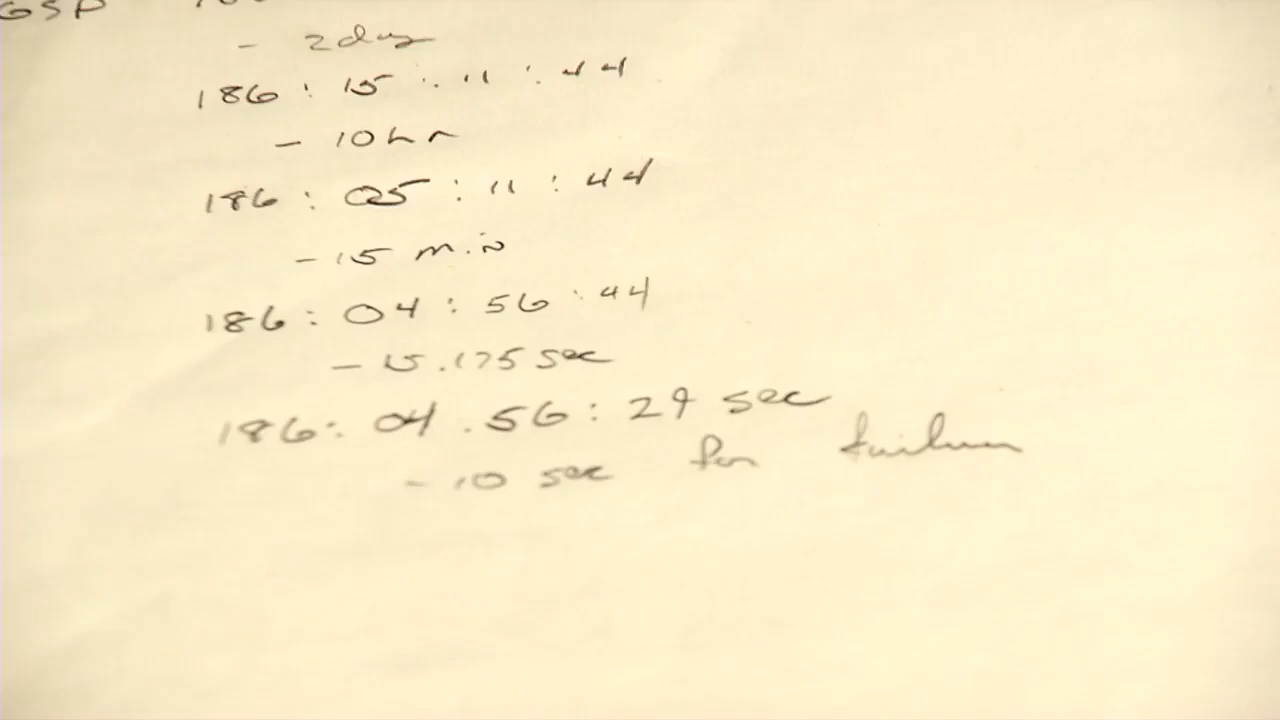 GSP
- 2 day
186 : 15 : 11 : 44
- 10 hr
186 : 05 : 11 : 44
- 15 min
186 : 04 : 56 : 44
- 15.175 sec
186 : 04 : 56 : 29 sec
- 10 sec for failure